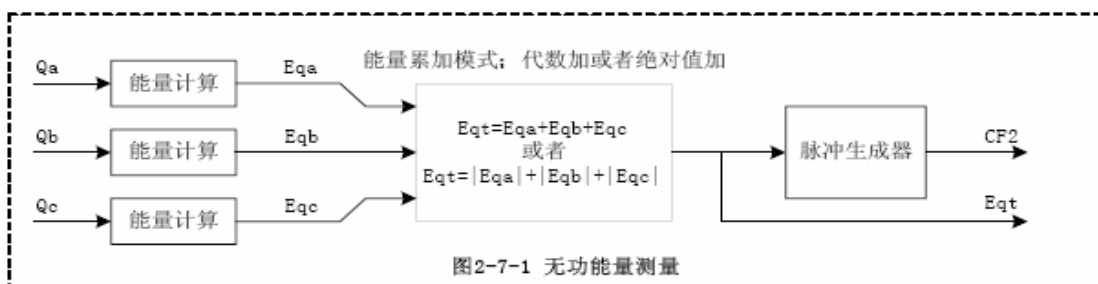 能量累加模式；代数加或者绝对值加
Qa
能量计算
Eqa
Qb
能量计算
Eqb
Qc
能量计算
Eqc
Eqt=Eqa+Eqb+Eqc
或者
Eqt=|Eqa|+|Eqb|+|Eqc|
脉冲生成器
CF2
Eqt
图2-7-1 无功能量测量